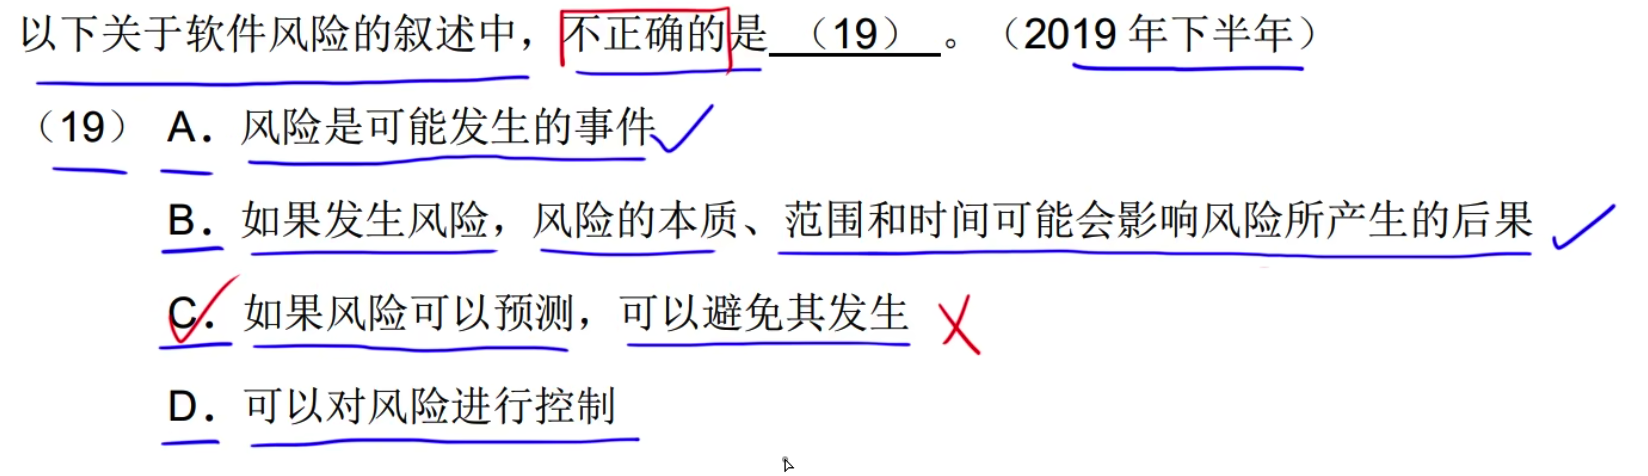 以下关于软件风险的叙述中，不正确的是（19）。（2019 年下半年）
（19） A．风险是可能发生的事件
B．如果发生风险，风险的本质、范围和时间可能会影响风险所产生的后果
C．如果风险可以预测，可以避免其发生
D．可以对风险进行控制